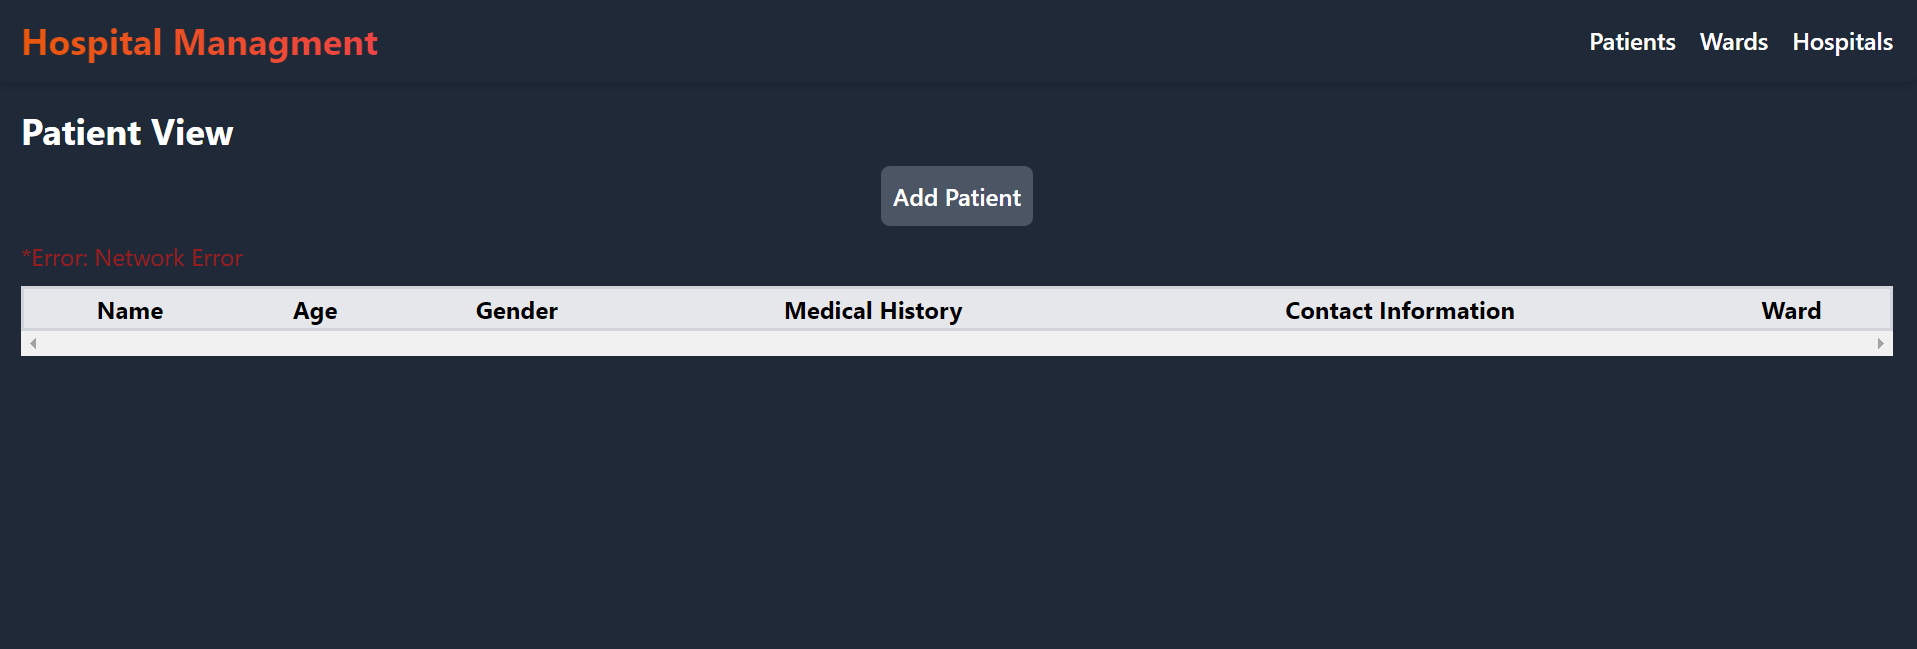 Hospital Managment
Patients Wards Hospitals
Patient View
Add Patient
*Error: Network Error
Name Age Gender Medical History Contact Information Ward